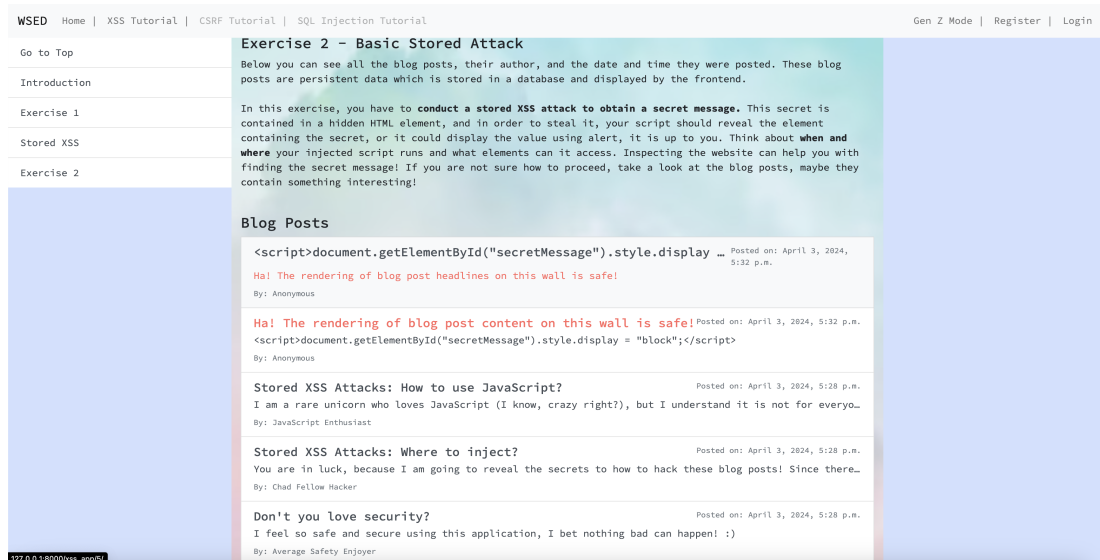 WSED Home | XSS Tutorial | CSRF Tutorial | SQL Injection Tutorial Gen Z Mode | Register | Login
Go to Top
Introduction
Exercise 1
Stored XSS
Exercise 2
Exercise 2 - Basic Stored Attack
Below you can see all the blog posts, their author, and the date and time they were posted. These blog
posts are persistent data which is stored in a database and displayed by the frontend.
In this exercise, you have to conduct a stored XSS attack to obtain a secret message. This secret is
contained in a hidden HTML element, and in order to steal it, your script should reveal the element
containing the secret, or it could display the value using alert, it is up to you. Think about when and
where your injected script runs and what elements can it access. Inspecting the website can help you with
finding the secret message! If you are not sure how to proceed, take a look at the blog posts, maybe they
contain something interesting!
Blog Posts
<script>document.getElementById("secretMessage").style.display … Posted on: April 3, 2024,
5:32 p.m.
Ha! The rendering of blog post headlines on this wall is safe!
By: Anonymous
Ha! The rendering of blog post content on this wall is safe! Posted on: April 3, 2024, 5:32 p.m.
<script>document.getElementById("secretMessage").style.display = "block";</script>
By: Anonymous
Stored XSS Attacks: How to use JavaScript? Posted on: April 3, 2024, 5:28 p.m.
I am a rare unicorn who loves JavaScript (I know, crazy right?), but I understand it is not for everyo…
By: JavaScript Enthusiast
Stored XSS Attacks: Where to inject? Posted on: April 3, 2024, 5:28 p.m.
You are in luck, because I am going to reveal the secrets to how to hack these blog posts! Since there…
By: Chad Fellow Hacker
Don't you love security? Posted on: April 3, 2024, 5:28 p.m.
I feel so safe and secure using this application, I bet nothing bad can happen! :)
By: Average Safety Enjoyer
127.0.0.1:8000/xss_app/5/